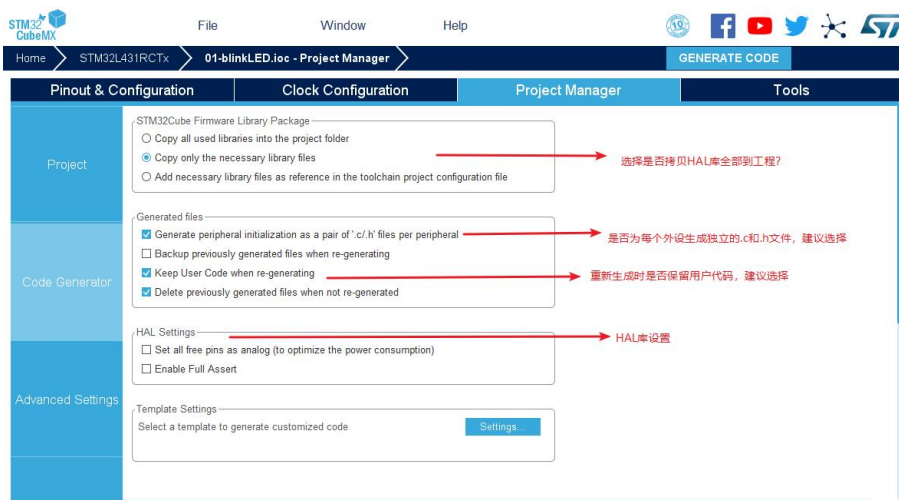 STM32
CubeMX
File
Window
Help
10
ST
Home
STM32L431RCTx
01-blinkLED.ioc - Project Manager
GENERATE CODE
Pinout & Configuration
Clock Configuration
Project Manager
Tools
Project
Code Generator
Advanced Settings
STM32Cube Firmware Library Package
Copy all used libraries into the project folder
Copy only the necessary library files
Add necessary library files as reference in the toolchain project configuration file
选择是否拷贝HAL库全部到工程?
Generated files
Generate peripheral initialization as a pair of '.c/.h' files per peripheral
是否为每个外设生成独立的.c和.h文件，建议选择
Backup previously generated files when re-generating
Keep User Code when re-generating
重新生成时是否保留用户代码，建议选择
Delete previously generated files when not re-generated
HAL Settings
HAL库设置
Set all free pins as analog (to optimize the power consumption)
Enable Full Assert
Template Settings
Select a template to generate customized code
Settings...